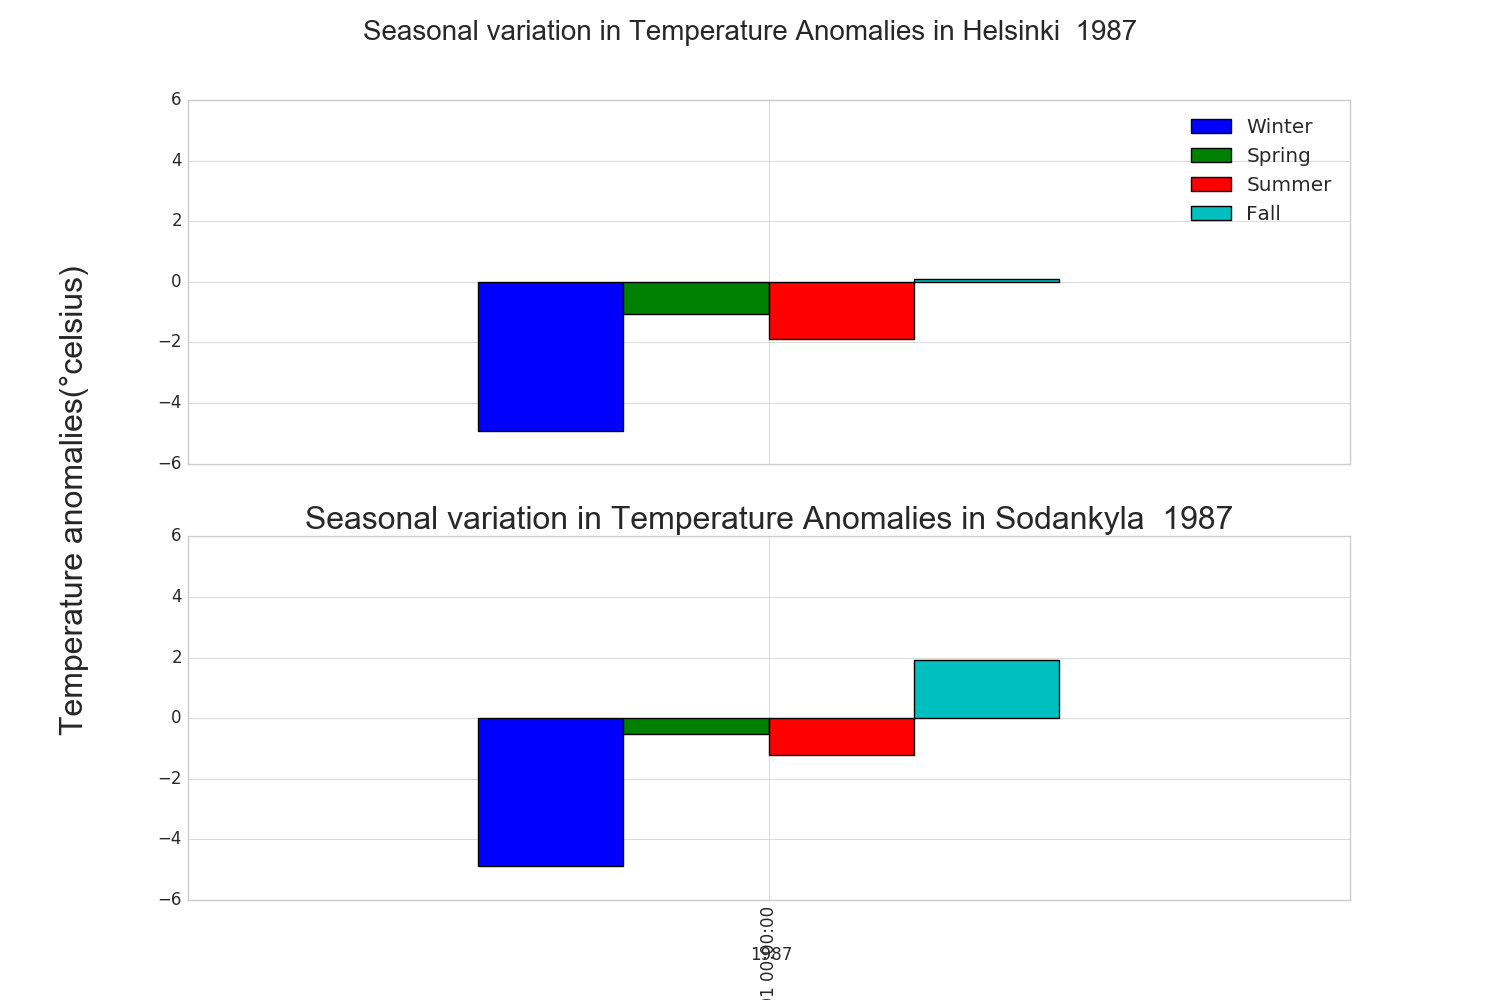 Seasonal variation in Temperature Anomalies in Helsinki  1987
6
4
2
0
−2
−4
−6
Winter
Spring
Summer
Fall
Temperature anomalies(°celsius)
Seasonal variation in Temperature Anomalies in Sodankyla  1987
6
4
2
0
−2
−4
−6
1987